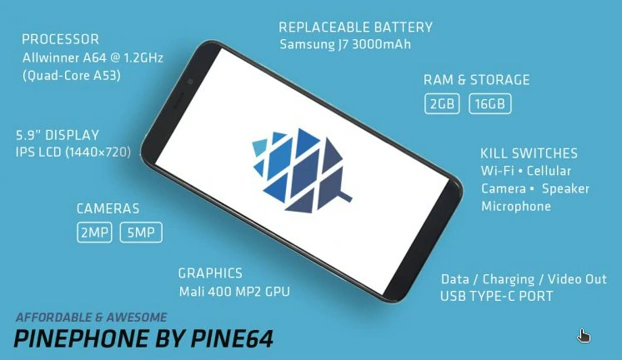 PROCESSOR
Allwinner A64 @ 1.2GHz
(Quad-Core A53)
REPLACEABLE BATTERY
Samsung J7 3000mAh
RAM & STORAGE
2GB 16GB
5.9" DISPLAY
IPS LCD (1440×720)
KILL SWITCHES
Wi-Fi • Cellular
Camera • Speaker
Microphone
CAMERAS
2MP 5MP
GRAPHICS
Mali 400 MP2 GPU
Data / Charging / Video Out
USB TYPE-C PORT
AFFORDABLE & AWESOME
PINEPHONE BY PINE64